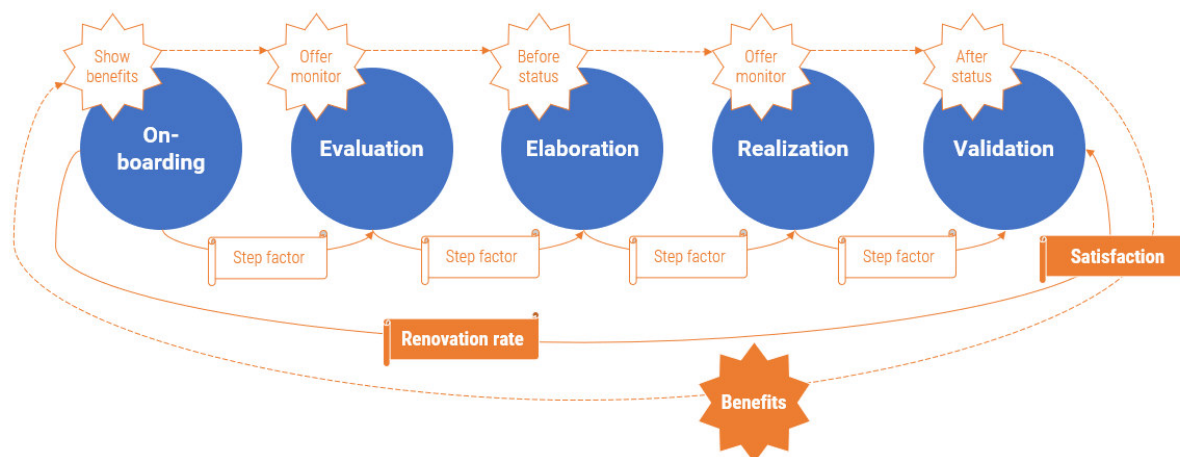 Show
benefits
Offer
monitor
Before
status
Offer
monitor
After
status
On-
boarding
Evaluation
Elaboration
Realization
Validation
Step factor
Step factor
Step factor
Step factor
Satisfaction
Renovation rate
Benefits